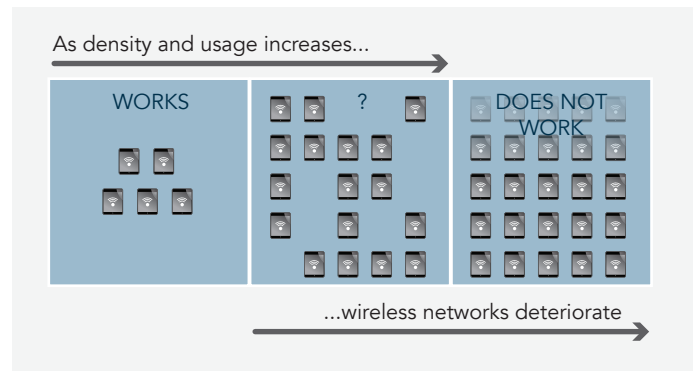 As density and usage increases...
WORKS
?
DOES NOT
WORK
...wireless networks deteriorate